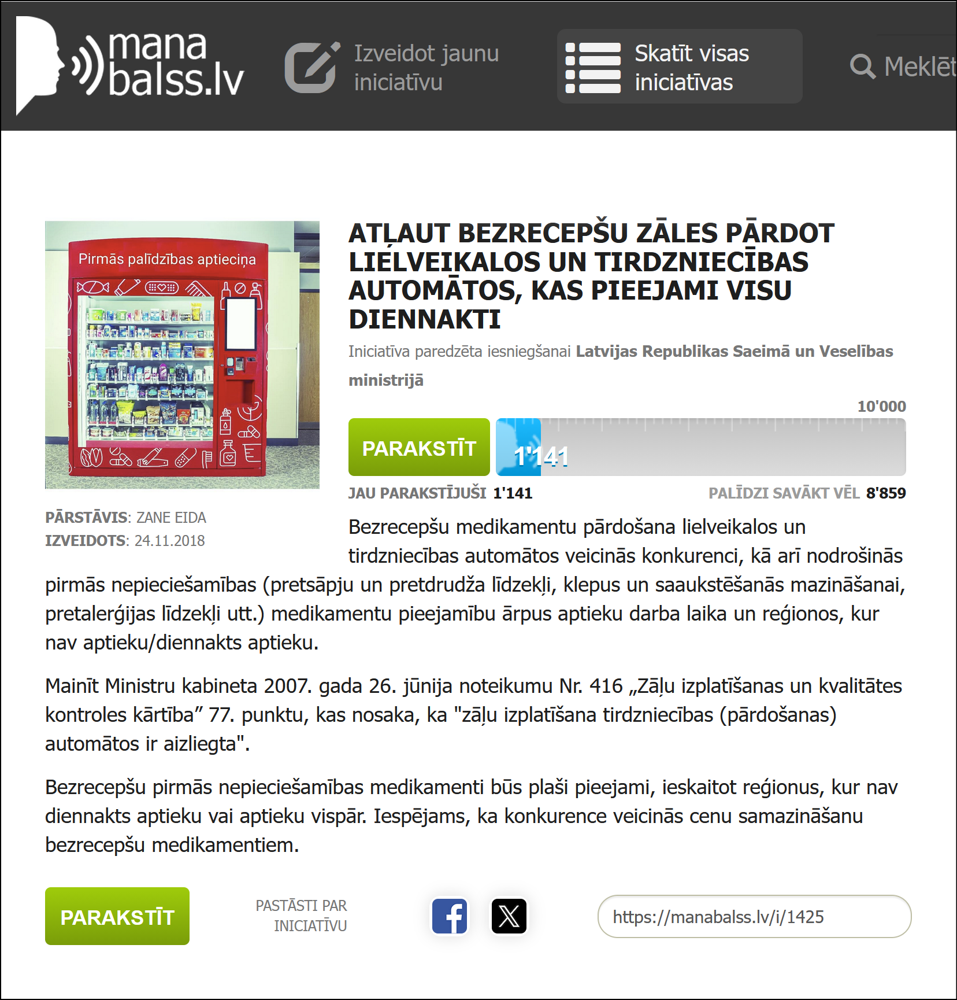 mana
balss.lv
Izveidot jaunu
iniciatīvu
Skatīt visas
iniciatīvas
Meklēt
Pirmās palīdzības aptieciņa
ATĻAUT BEZRECEPŠU ZĀLES PĀRDOT
LIELVEIKALOS UN TIRDZNIECĪBAS
AUTOMĀTOS, KAS PIEEJAMI VISU
DIENNAKTI
Iniciatīva paredzēta iesniegšanai Latvijas Republikas Saeimā un Veselības
ministrijā
10'000
PARAKSTĪT
1'141
JAU PARAKSTĪJUŠI 1'141
PALĪDZI SAVĀKT VĒL 8'859
PĀRSTĀVIS: ZANE EIDA
IZVEIDOTS: 24.11.2018
Bezrecepšu medikamentu pārdošana lielveikalos un
tirdzniecības automātos veicinās konkurenci, kā arī nodrošinās
pirmās nepieciešamības (pretsāpju un pretdrudža līdzekļi, klepus un saaukstēšanās mazināšanai,
pretalerģijas līdzekļi utt.) medikamentu pieejamību ārpus aptieku darba laika un reģionos, kur
nav aptieku/diennakts aptieku.
Mainīt Ministru kabineta 2007. gada 26. jūnija noteikumu Nr. 416 „Zāļu izplatīšanas un kvalitātes
kontroles kārtība” 77. punktu, kas nosaka, ka "zāļu izplatīšana tirdzniecības (pārdošanas)
automātos ir aizliegta".
Bezrecepšu pirmās nepieciešamības medikamenti būs plaši pieejami, ieskaitot reģionus, kur nav
diennakts aptieku vai aptieku vispār. Iespējams, ka konkurence veicinās cenu samazināšanu
bezrecepšu medikamentiem.
PARAKSTĪT
PASTĀSTI PAR
INICIATĪVU
https://manabalss.lv/i/1425